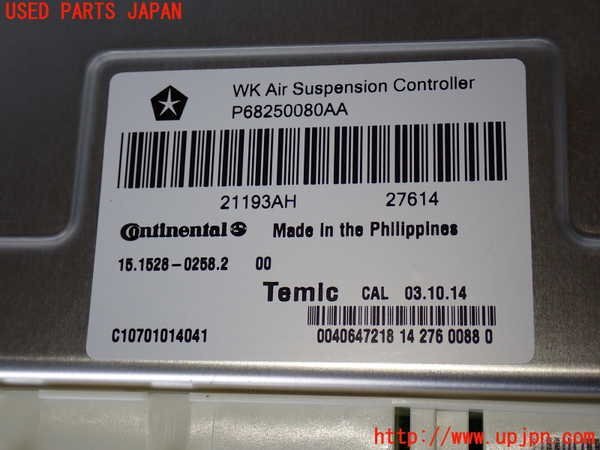 USED PARTS JAPAN
WK Air Suspension Controller
P68250080AA
21193AH 27614
Continental Made in the Philippines
15.1528-0258.2 00
Temic CAL 03.10.14
C10701014041 0040647218 14 276 0088 0
http://www.upjpn.com/